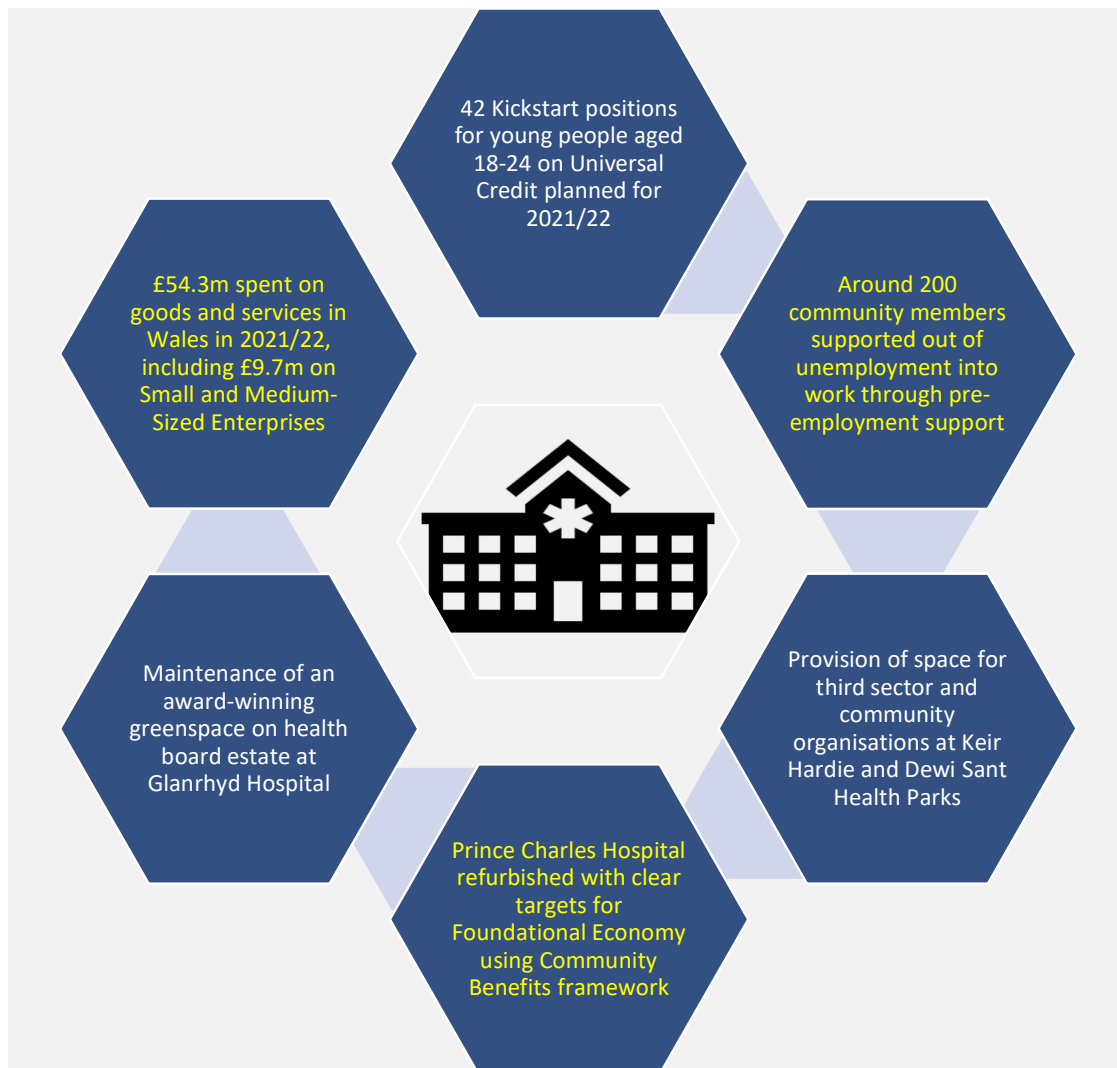 42 Kickstart positions
for young people aged
18-24 on Universal
Credit planned for
2021/22
Around 200
community members
supported out of
unemployment into
work through pre-
employment support
Provision of space for
third sector and
community
organisations at Keir
Hardie and Dewi Sant
Health Parks
Prince Charles Hospital
refurbished with clear
targets for
Foundational Economy
using Community
Benefits framework
Maintenance of an
award-winning
greenspace on health
board estate at
Glanrhyd Hospital
£54.3m spent on
goods and services in
Wales in 2021/22,
including £9.7m on
Small and Medium-
Sized Enterprises